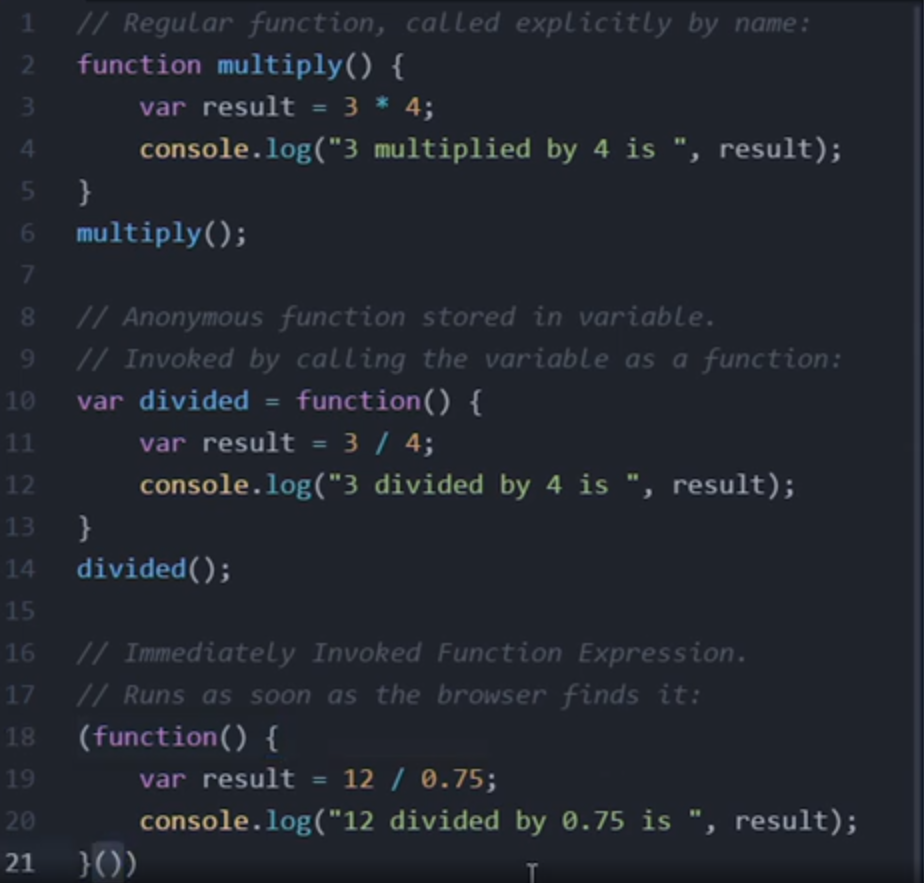 1 // Regular function, called explicitly by name:
2 function multiply() {
3     var result = 3 * 4;
4     console.log("3 multiplied by 4 is ", result);
5 }
6 multiply();
7
8 // Anonymous function stored in variable.
9 // Invoked by calling the variable as a function:
10 var divided = function() {
11     var result = 3 / 4;
12     console.log("3 divided by 4 is ", result);
13 }
14 divided();
15
16 // Immediately Invoked Function Expression.
17 // Runs as soon as the browser finds it:
18 (function() {
19     var result = 12 / 0.75;
20     console.log("12 divided by 0.75 is ", result);
21 }())